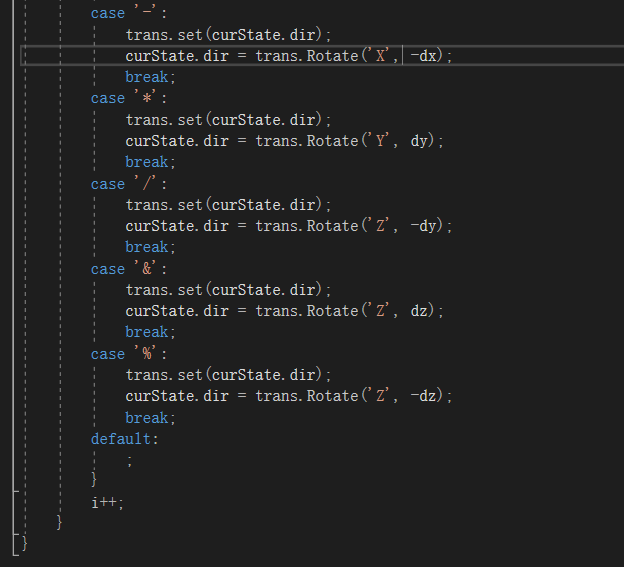 case '-':
trans.set(curState.dir);
curState.dir = trans.Rotate('X', -dx);
break;
case '*':
trans.set(curState.dir);
curState.dir = trans.Rotate('Y', dy);
break;
case '/':
trans.set(curState.dir);
curState.dir = trans.Rotate('Z', -dy);
break;
case '&':
trans.set(curState.dir);
curState.dir = trans.Rotate('Z', dz);
break;
case '%':
trans.set(curState.dir);
curState.dir = trans.Rotate('Z', -dz);
break;
default:
;
}
i++;
}
}